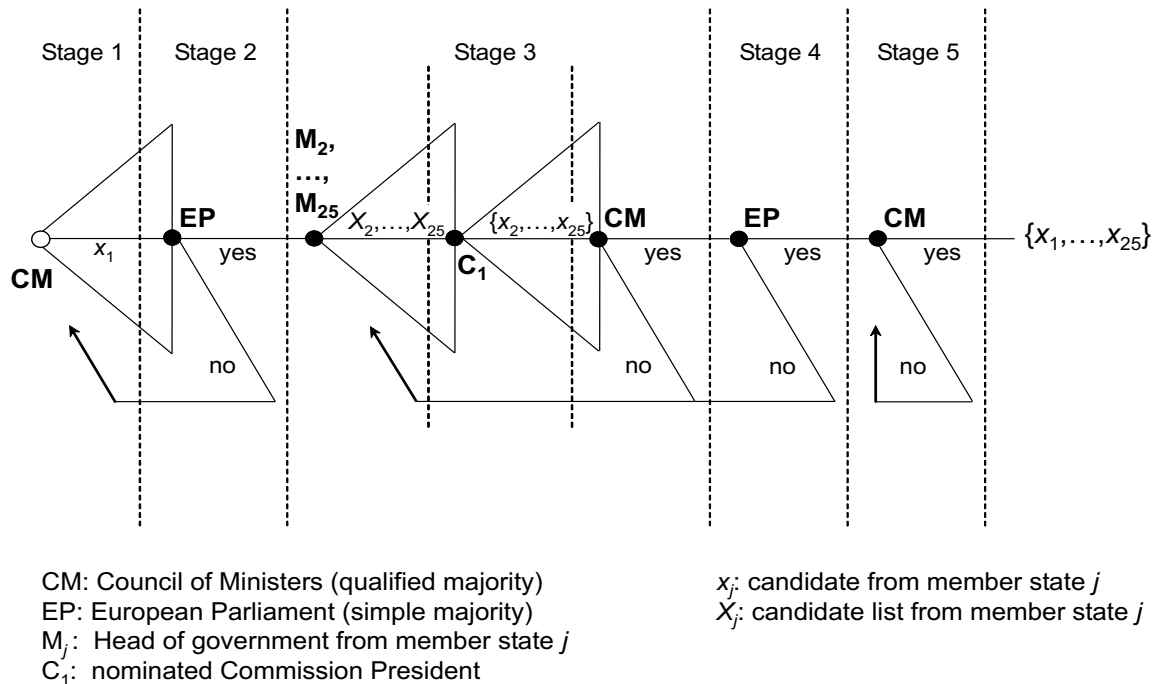 Stage 1 Stage 2 Stage 3 Stage 4 Stage 5
M₂,
…,
M₂₅
EP X₂,…,X₂₅ {x₂,…,x₂₅} CM EP CM
x₁ yes yes yes yes {x₁,…,x₂₅}
CM C₁
no no no no
CM: Council of Ministers (qualified majority) xⱼ: candidate from member state j
EP: European Parliament (simple majority) Xⱼ: candidate list from member state j
Mⱼ: Head of government from member state j
C₁: nominated Commission President